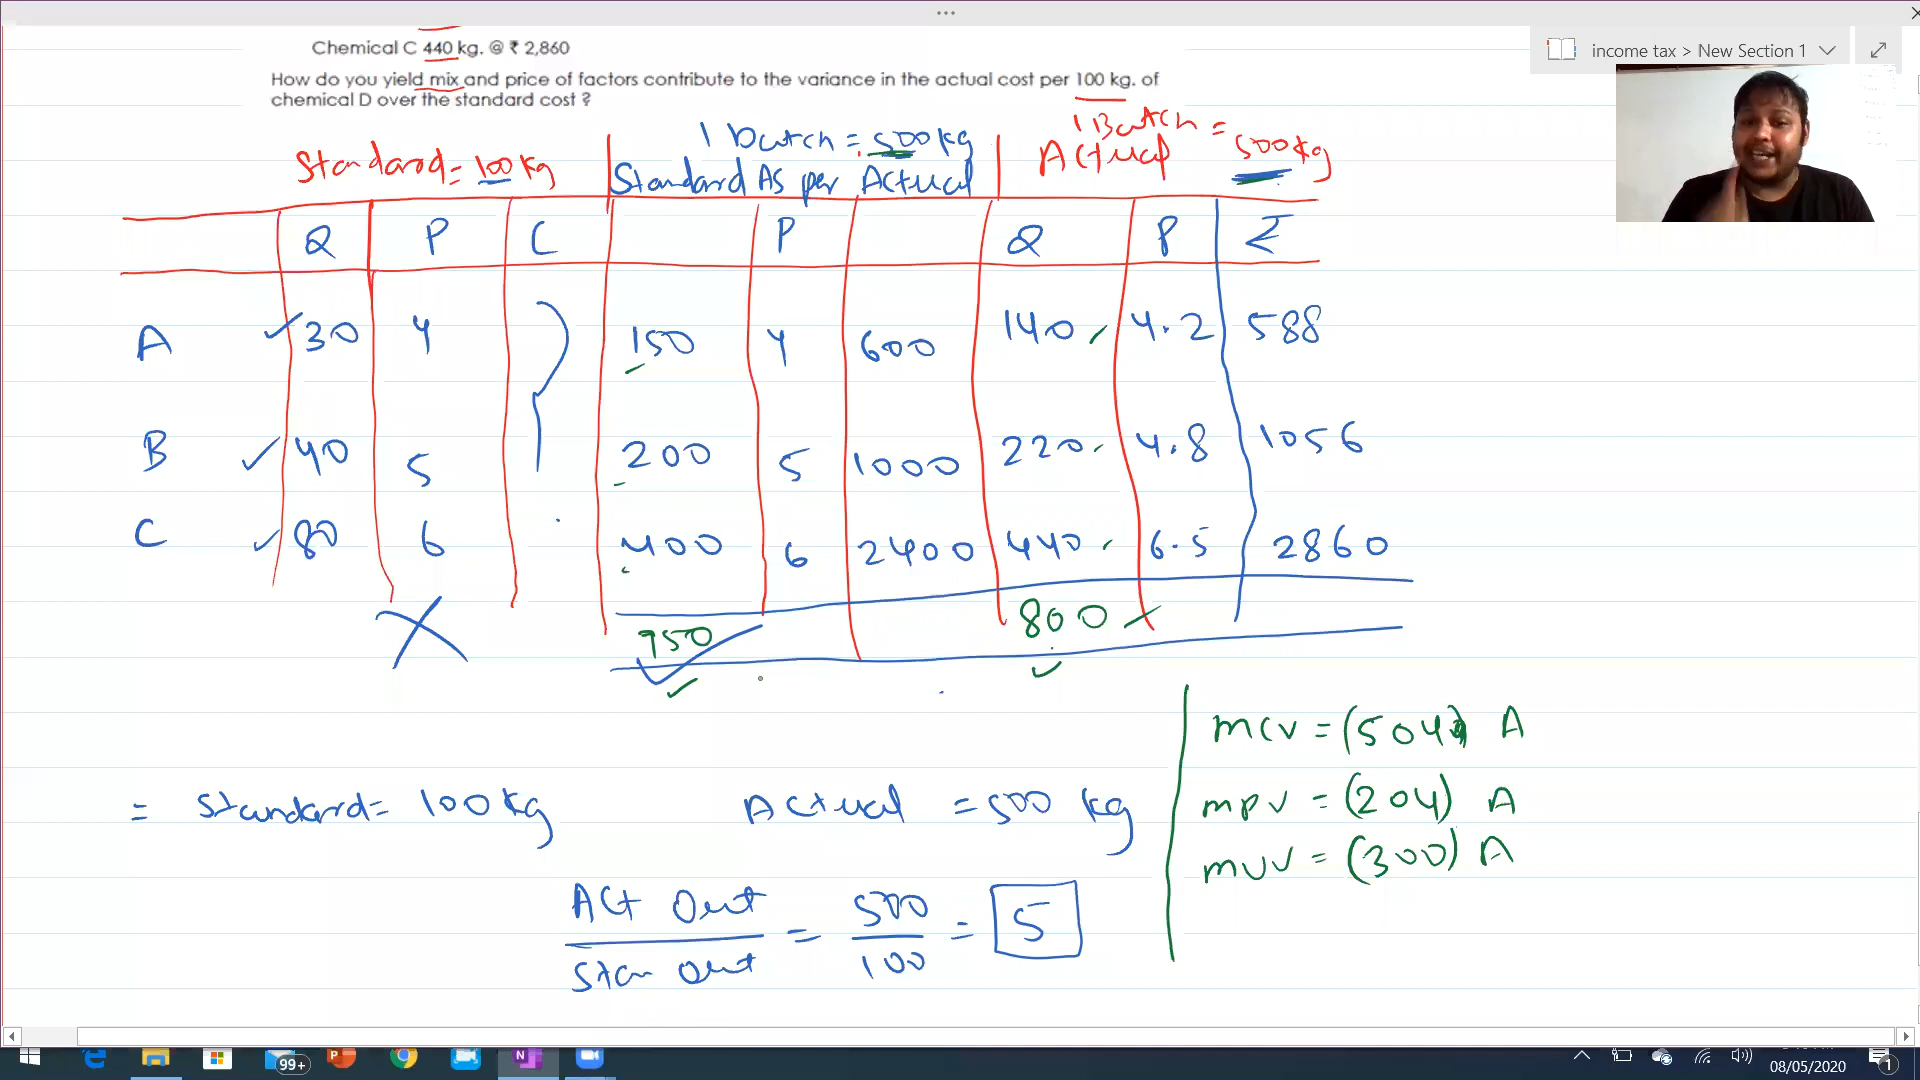 ...
income tax > New Section 1
Chemical C 440 kg. @ ₹ 2,860
How do you yield mix and price of factors contribute to the variance in the actual cost per 100 kg. of
chemical D over the standard cost ?
Standard = 100 kg
1 batch = 500 kg
Standard As per Actual
1 Batch = 500 kg
Actual
Q P C P Q P ₹
A 30 4 150 4 600 140 4.2 588
B 40 5 200 5 1000 220 4.8 1056
C 80 6 400 6 2400 440 6.5 2860
750 800
mcv = (504) A
mpv = (204) A
muv = (300) A
= Standard = 100 kg Actual = 500 kg
Act Out / Stan Out = 500 / 100 = 5
99+
08/05/2020
1